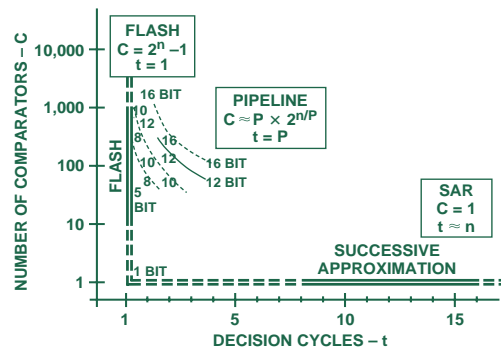 FLASH
C = 2ⁿ –1
t = 1
10,000
1,000
100
10
1
NUMBER OF COMPARATORS – C
FLASH
16 BIT
10
12
8
16
10
12
16 BIT
8
10
12 BIT
5
BIT
1 BIT
PIPELINE
C ≈ P × 2ⁿ/ᴾ
t = P
SAR
C = 1
t ≈ n
SUCCESSIVE
APPROXIMATION
1
5
10
15
DECISION CYCLES – t